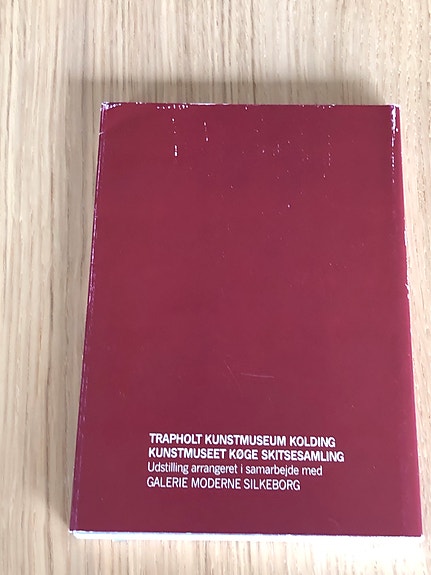 TRAPHOLT KUNSTMUSEUM KOLDING
KUNSTMUSEET KØGE SKITSESAMLING
Udstilling arrangeret i samarbejde med
GALERIE MODERNE SILKEBORG